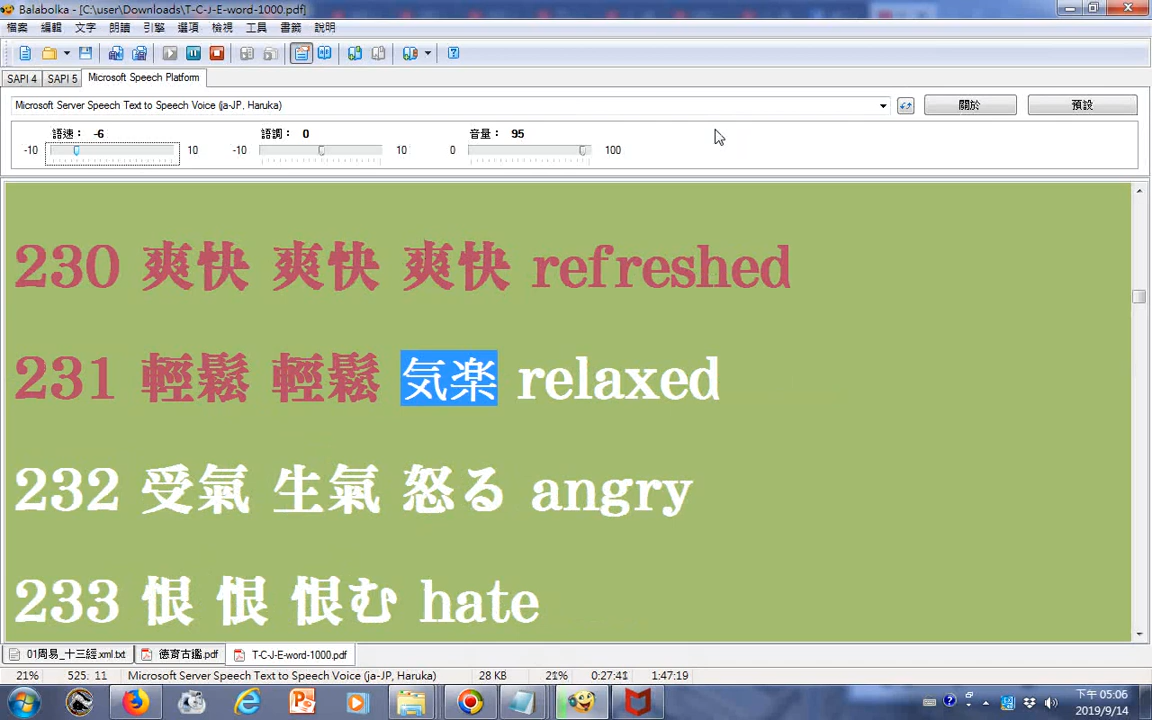 Balabolka - [C:\user\Downloads\T-C-J-E-word-1000.pdf]
檔案 編輯 文字 朗讀 引擎 選項 檢視 工具 書籤 說明
SAPI 4 SAPI 5 Microsoft Speech Platform
Microsoft Server Speech Text to Speech Voice (ja-JP, Haruka) 關於 預設
語速： -6 語調： 0 音量： 95
-10 10 -10 10 0 100
230 爽快 爽快 爽快 refreshed
231 輕鬆 輕鬆 気楽 relaxed
232 受氣 生氣 怒る angry
233 恨 恨 恨む hate
01周易_十三經.xml.txt 德育古鑑.pdf T-C-J-E-word-1000.pdf
21% 525. 11 Microsoft Server Speech Text to Speech Voice (ja-JP, Haruka) 28 KB 21% 0:27:41 1:47:19
下午 05:06
2019/9/14